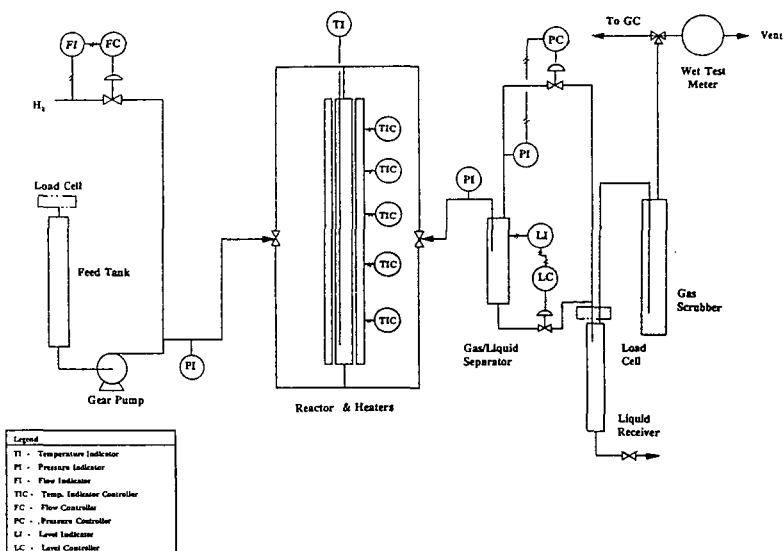 FI
FC
H₂
Load Cell
Feed Tank
Gear Pump
PI
TI
TIC
TIC
TIC
TIC
TIC
Reactor & Heaters
PI
PC
PI
LI
LC
Gas/Liquid
Separator
To GC
Vent
Wet Test
Meter
Gas
Scrubber
Load
Cell
Liquid
Receiver
Legend
TI - Temperature Indicator
PI - Pressure Indicator
FI - Flow Indicator
TIC - Temp. Indicator Controller
FC - Flow Controller
PC - Pressure Controller
LI - Level Indicator
LC - Level Controller